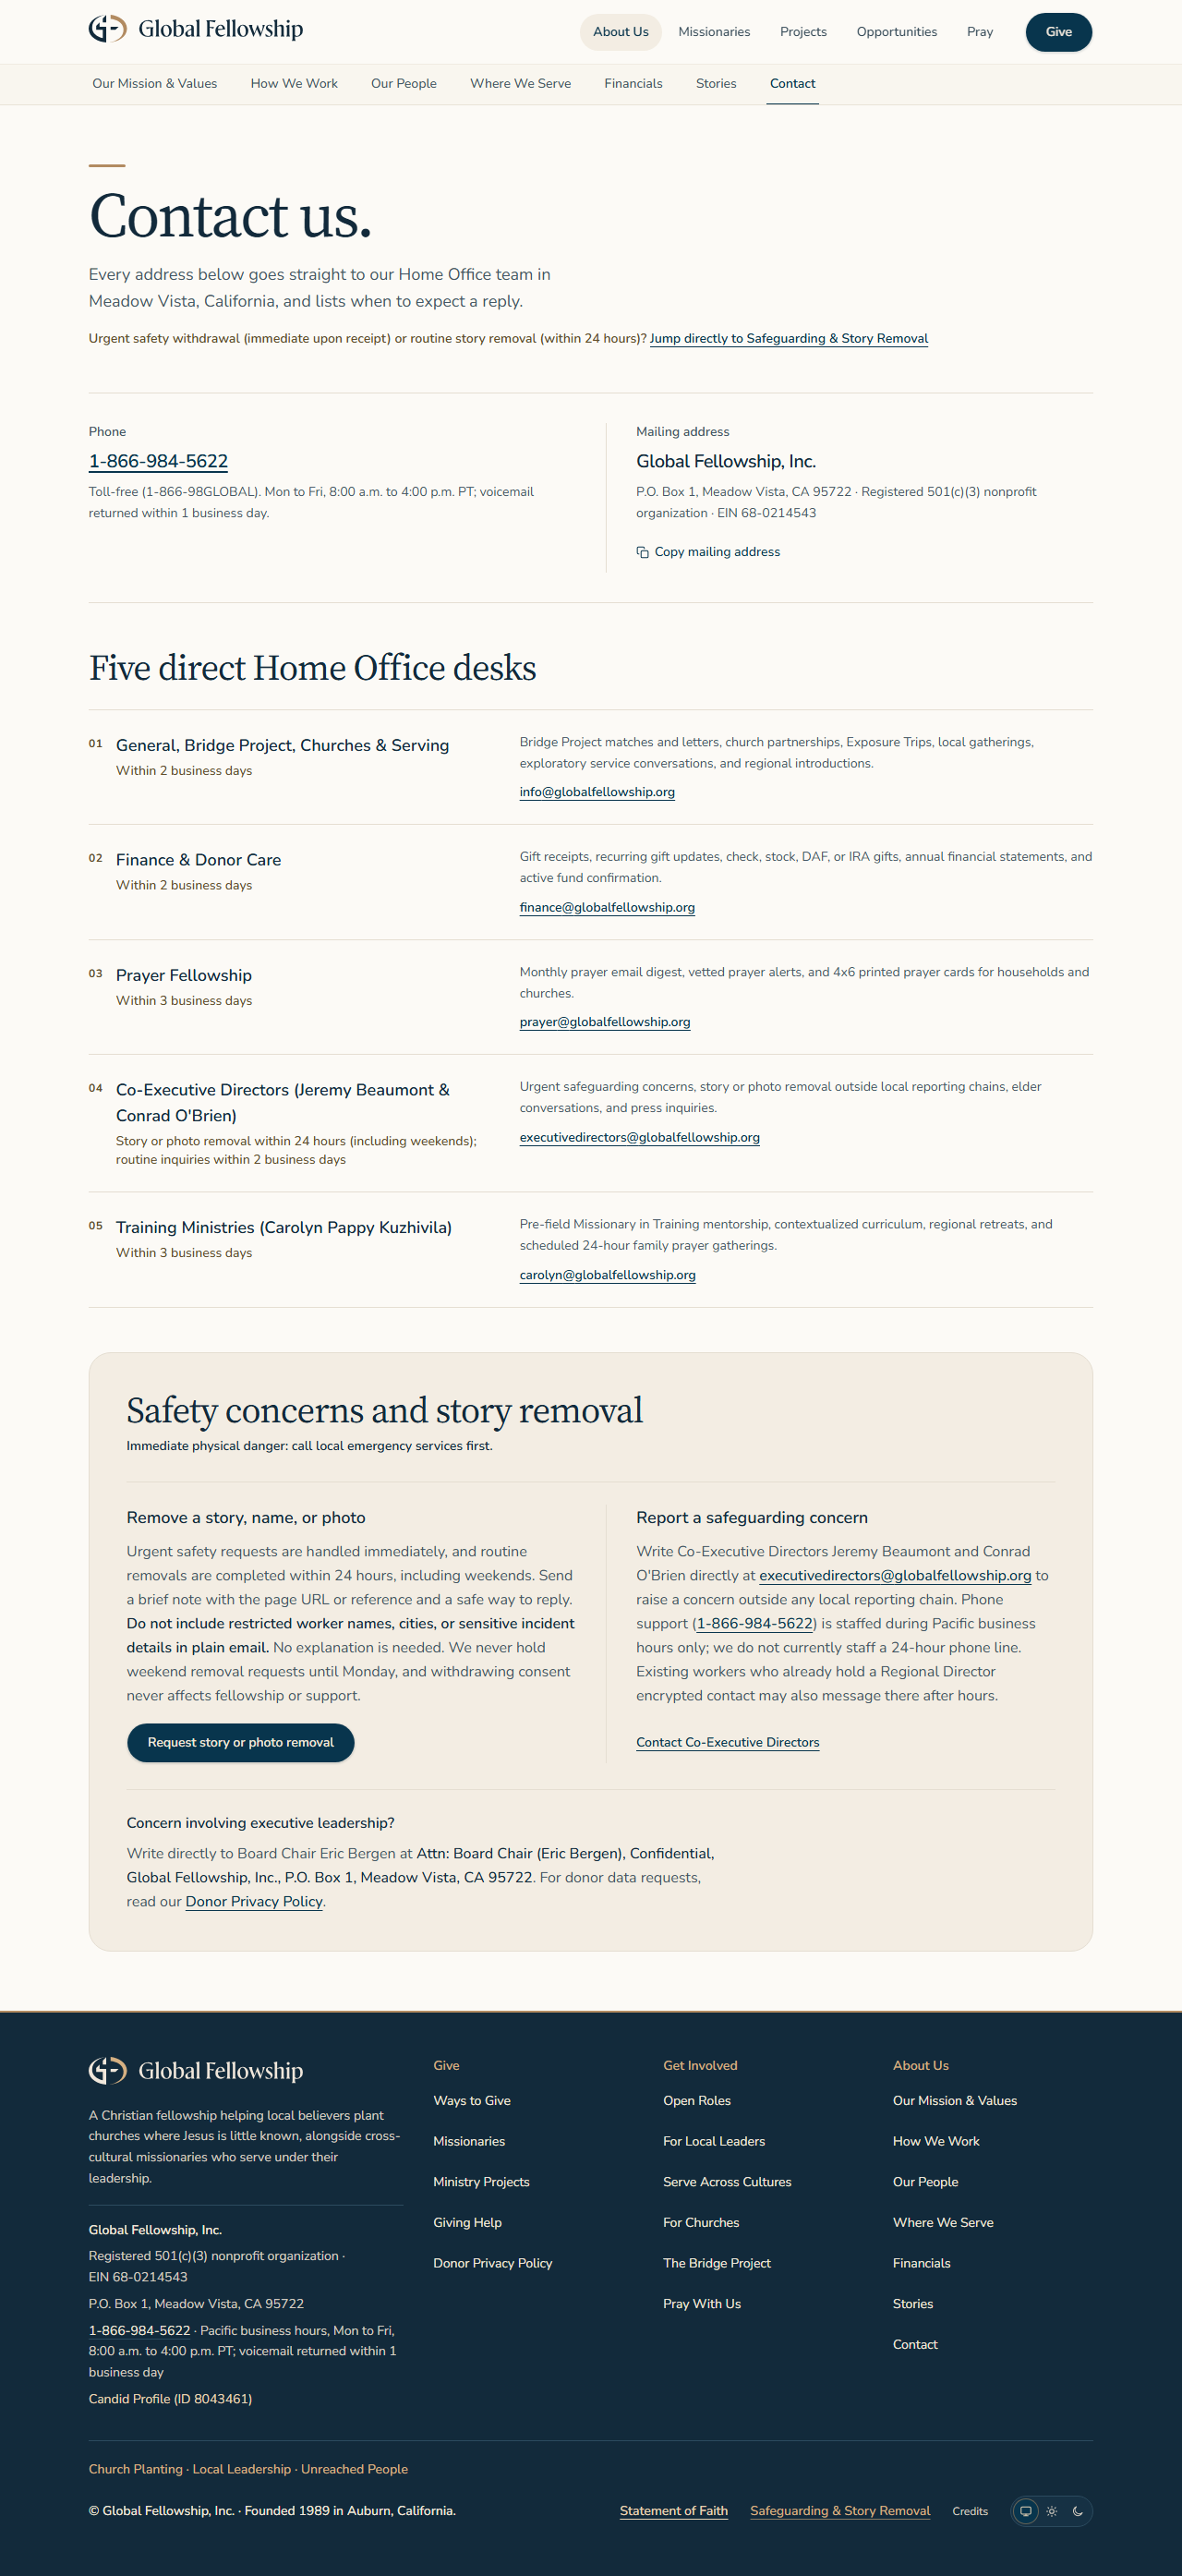 Global Fellowship
About Us
Missionaries
Projects
Opportunities
Pray
Give
Our Mission & Values
How We Work
Our People
Where We Serve
Financials
Stories
Contact
Contact us.
Every address below goes straight to our Home Office team in
Meadow Vista, California, and lists when to expect a reply.
Urgent safety withdrawal (immediate upon receipt) or routine story removal (within 24 hours)? Jump directly to Safeguarding & Story Removal
Phone
1-866-984-5622
Toll-free (1-866-98GLOBAL). Mon to Fri, 8:00 a.m. to 4:00 p.m. PT; voicemail
returned within 1 business day.
Mailing address
Global Fellowship, Inc.
P.O. Box 1, Meadow Vista, CA 95722 · Registered 501(c)(3) nonprofit
organization · EIN 68-0214543
Copy mailing address
Five direct Home Office desks
01 General, Bridge Project, Churches & Serving
Within 2 business days
Bridge Project matches and letters, church partnerships, Exposure Trips, local gatherings,
exploratory service conversations, and regional introductions.
info@globalfellowship.org
02 Finance & Donor Care
Within 2 business days
Gift receipts, recurring gift updates, check, stock, DAF, or IRA gifts, annual financial statements, and
active fund confirmation.
finance@globalfellowship.org
03 Prayer Fellowship
Within 3 business days
Monthly prayer email digest, vetted prayer alerts, and 4x6 printed prayer cards for households and
churches.
prayer@globalfellowship.org
04 Co-Executive Directors (Jeremy Beaumont &
Conrad O'Brien)
Story or photo removal within 24 hours (including weekends);
routine inquiries within 2 business days
Urgent safeguarding concerns, story or photo removal outside local reporting chains, elder
conversations, and press inquiries.
executivedirectors@globalfellowship.org
05 Training Ministries (Carolyn Pappy Kuzhivila)
Within 3 business days
Pre-field Missionary in Training mentorship, contextualized curriculum, regional retreats, and
scheduled 24-hour family prayer gatherings.
carolyn@globalfellowship.org
Safety concerns and story removal
Immediate physical danger: call local emergency services first.
Remove a story, name, or photo
Urgent safety requests are handled immediately, and routine
removals are completed within 24 hours, including weekends. Send
a brief note with the page URL or reference and a safe way to reply.
Do not include restricted worker names, cities, or sensitive incident
details in plain email. No explanation is needed. We never hold
weekend removal requests until Monday, and withdrawing consent
never affects fellowship or support.
Request story or photo removal
Report a safeguarding concern
Write Co-Executive Directors Jeremy Beaumont and Conrad
O'Brien directly at executivedirectors@globalfellowship.org to
raise a concern outside any local reporting chain. Phone
support (1-866-984-5622) is staffed during Pacific business
hours only; we do not currently staff a 24-hour phone line.
Existing workers who already hold a Regional Director
encrypted contact may also message there after hours.
Contact Co-Executive Directors
Concern involving executive leadership?
Write directly to Board Chair Eric Bergen at Attn: Board Chair (Eric Bergen), Confidential,
Global Fellowship, Inc., P.O. Box 1, Meadow Vista, CA 95722. For donor data requests,
read our Donor Privacy Policy.
Global Fellowship
A Christian fellowship helping local believers plant
churches where Jesus is little known, alongside cross-
cultural missionaries who serve under their
leadership.
Global Fellowship, Inc.
Registered 501(c)(3) nonprofit organization ·
EIN 68-0214543
P.O. Box 1, Meadow Vista, CA 95722
1-866-984-5622 · Pacific business hours, Mon to Fri,
8:00 a.m. to 4:00 p.m. PT; voicemail returned within 1
business day
Candid Profile (ID 8043461)
Give
Ways to Give
Missionaries
Ministry Projects
Giving Help
Donor Privacy Policy
Get Involved
Open Roles
For Local Leaders
Serve Across Cultures
For Churches
The Bridge Project
Pray With Us
About Us
Our Mission & Values
How We Work
Our People
Where We Serve
Financials
Stories
Contact
Church Planting · Local Leadership · Unreached People
© Global Fellowship, Inc. · Founded 1989 in Auburn, California.
Statement of Faith
Safeguarding & Story Removal
Credits